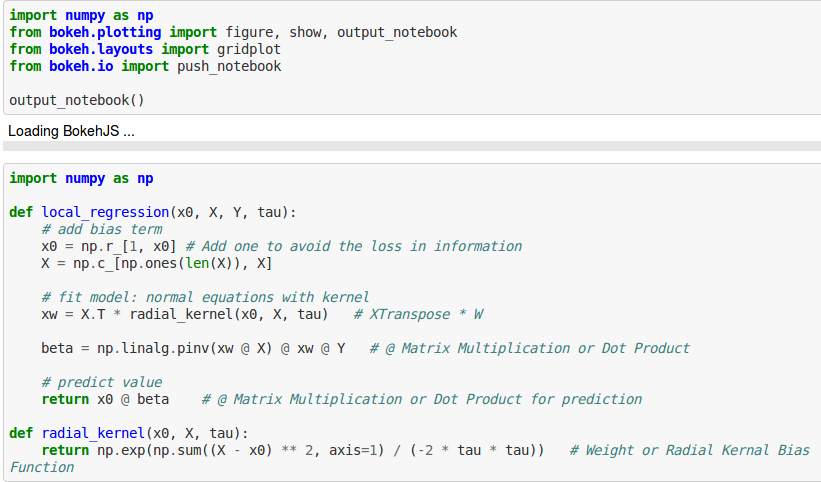 import numpy as np
from bokeh.plotting import figure, show, output_notebook
from bokeh.layouts import gridplot
from bokeh.io import push_notebook

output_notebook()
Loading BokehJS ...
import numpy as np

def local_regression(x0, X, Y, tau):
    # add bias term
    x0 = np.r_[1, x0] # Add one to avoid the loss in information
    X = np.c_[np.ones(len(X)), X]

    # fit model: normal equations with kernel
    xw = X.T * radial_kernel(x0, X, tau)   # XTranspose * W

    beta = np.linalg.pinv(xw @ X) @ xw @ Y   # @ Matrix Multiplication or Dot Product

    # predict value
    return x0 @ beta    # @ Matrix Multiplication or Dot Product for prediction

def radial_kernel(x0, X, tau):
    return np.exp(np.sum((X - x0) ** 2, axis=1) / (-2 * tau * tau))   # Weight or Radial Kernal Bias
Function